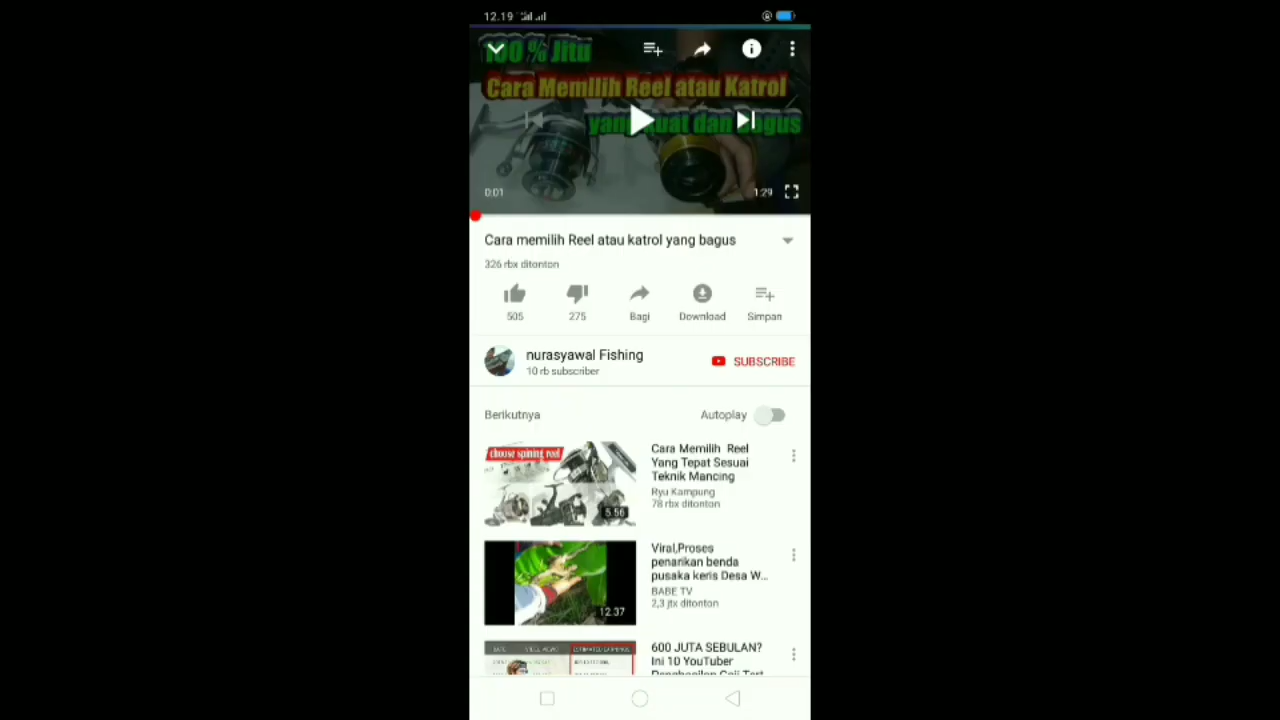 12.19
100 % Jitu
Cara Memilih Reel atau Katrol
yang kuat dan Bagus
0:01
1:29
Cara memilih Reel atau katrol yang bagus
326 rbx ditonton
505
275
Bagi
Download
Simpan
nurasyawal Fishing
10 rb subscriber
SUBSCRIBE
Berikutnya
Autoplay
choose spining reel
5.56
Cara Memilih Reel
Yang Tepat Sesuai
Teknik Mancing
Ryu Kampung
78 rbx ditonton
12.37
Viral,Proses
penarikan benda
pusaka keris Desa W...
BABE TV
2,3 jtx ditonton
600 JUTA SEBULAN?
Ini 10 YouTuber